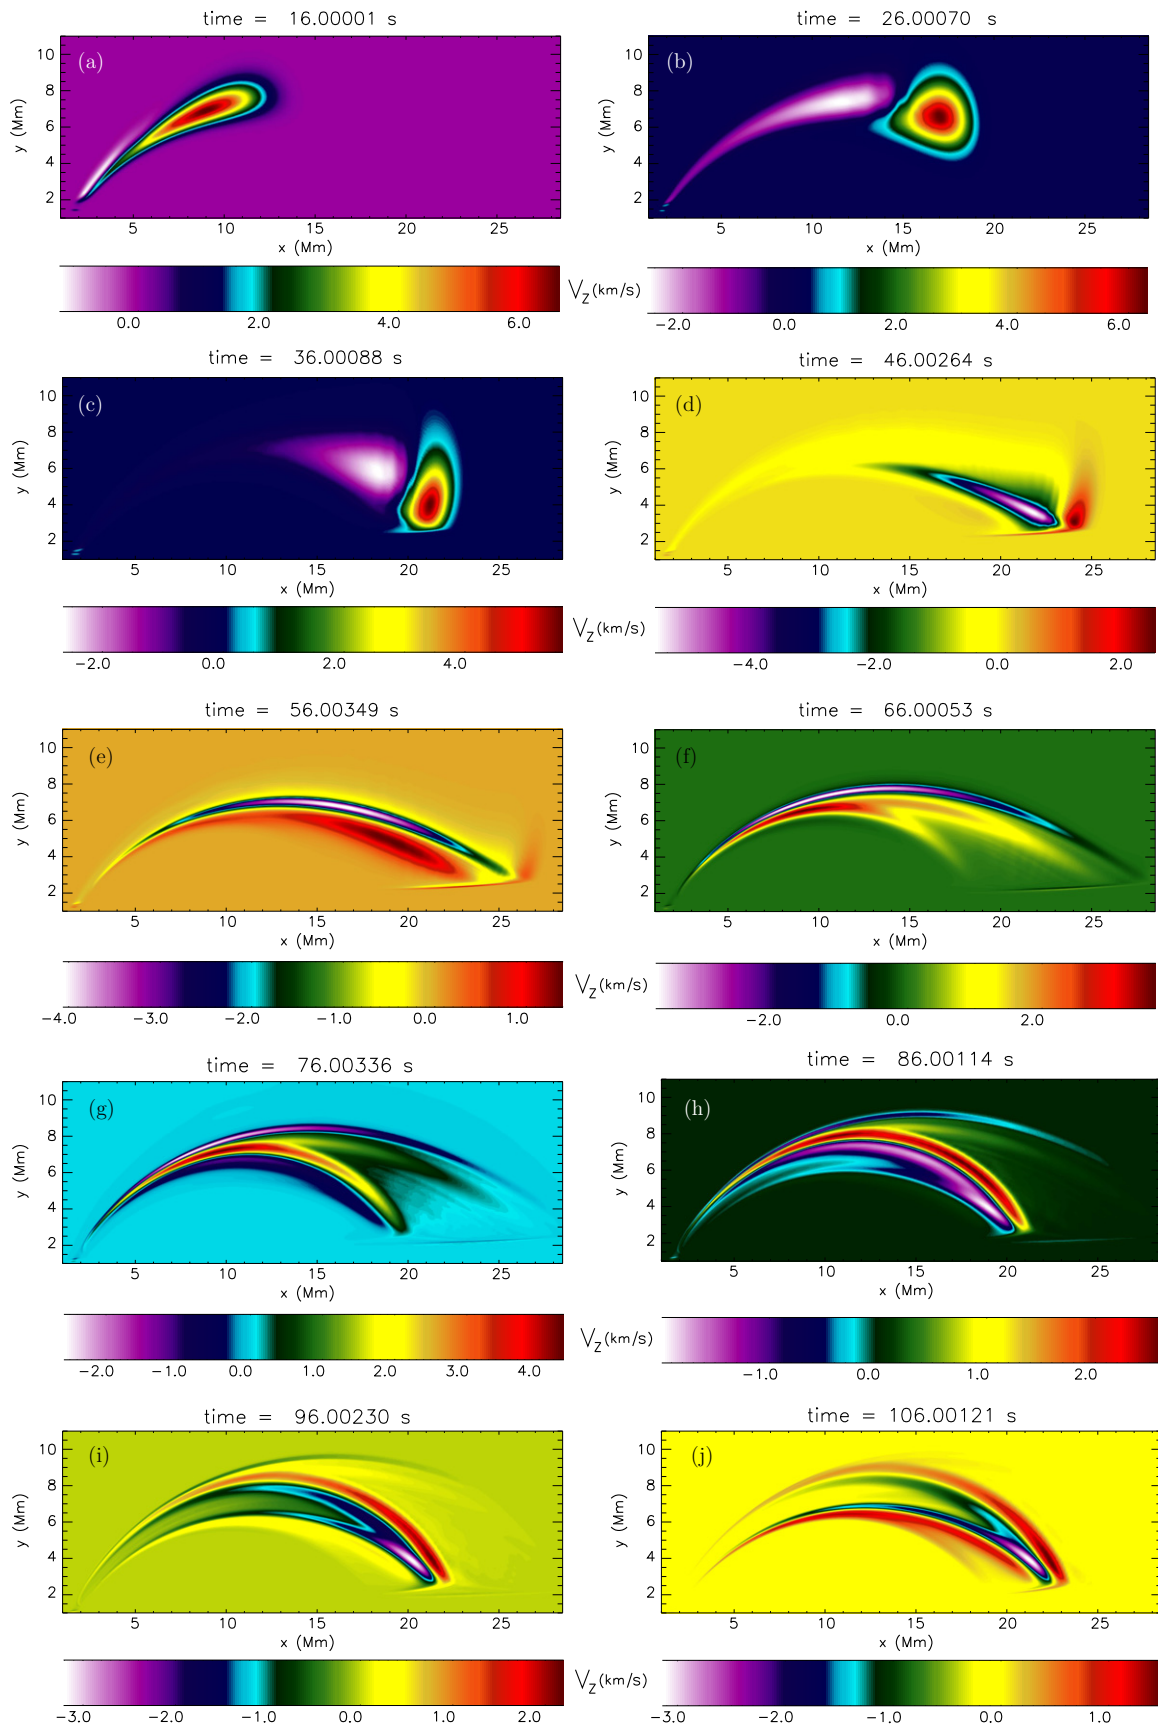 time = 16.00001 s
time = 26.00070 s
(a)
(b)
10
8
6
4
2
y (Mm)
5 10 15 20 25
x (Mm)
10
8
6
4
2
y (Mm)
5 10 15 20 25
x (Mm)
0.0 2.0 4.0 6.0
V_Z(km/s)
−2.0 0.0 2.0 4.0 6.0
time = 36.00088 s
time = 46.00264 s
(c)
(d)
10
8
6
4
2
y (Mm)
5 10 15 20 25
x (Mm)
10
8
6
4
2
y (Mm)
5 10 15 20 25
x (Mm)
−2.0 0.0 2.0 4.0
V_Z(km/s)
−4.0 −2.0 0.0 2.0
time = 56.00349 s
time = 66.00053 s
(e)
(f)
10
8
6
4
2
y (Mm)
5 10 15 20 25
x (Mm)
10
8
6
4
2
y (Mm)
5 10 15 20 25
x (Mm)
−4.0 −3.0 −2.0 −1.0 0.0 1.0
V_Z(km/s)
−2.0 0.0 2.0
time = 76.00336 s
time = 86.00114 s
(g)
(h)
10
8
6
4
2
y (Mm)
5 10 15 20 25
x (Mm)
10
8
6
4
2
y (Mm)
5 10 15 20 25
x (Mm)
−2.0 −1.0 0.0 1.0 2.0 3.0 4.0
V_Z(km/s)
−1.0 0.0 1.0 2.0
time = 96.00230 s
time = 106.00121 s
(i)
(j)
10
8
6
4
2
y (Mm)
5 10 15 20 25
x (Mm)
10
8
6
4
2
y (Mm)
5 10 15 20 25
x (Mm)
−3.0 −2.0 −1.0 0.0 1.0 2.0
V_Z(km/s)
−3.0 −2.0 −1.0 0.0 1.0